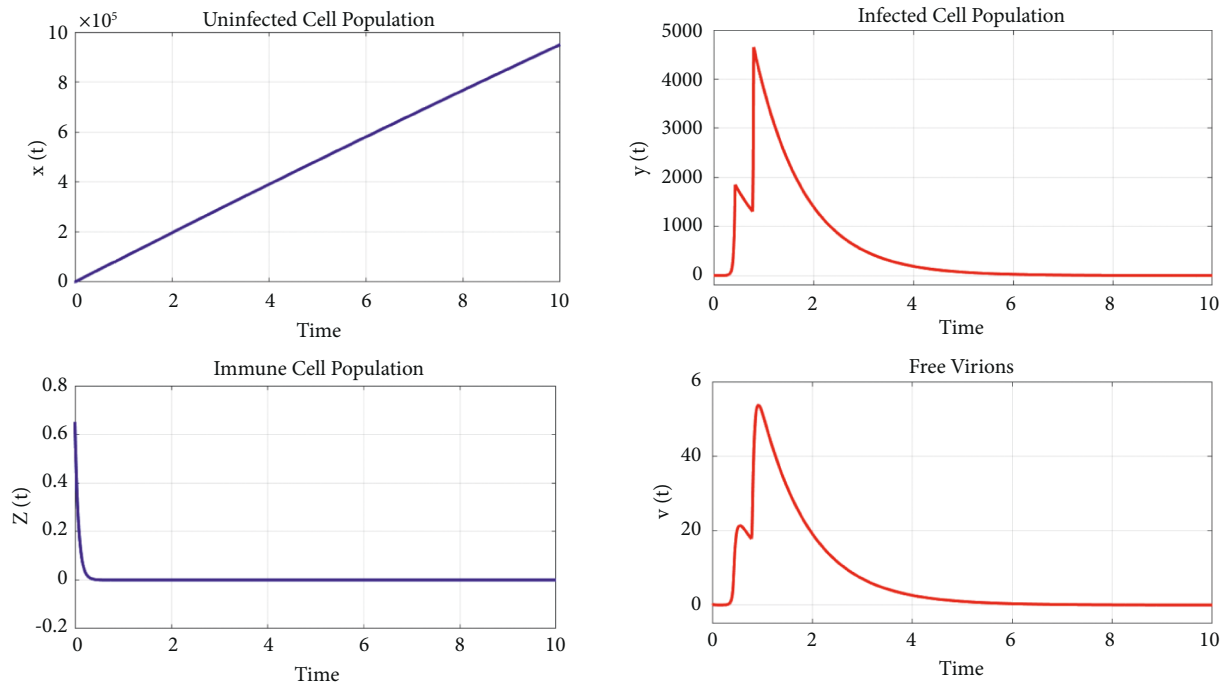 Uninfected Cell Population
×10⁵
10
8
6
4
2
0
x (t)
0 2 4 6 8 10
Time
Infected Cell Population
5000
4000
3000
2000
1000
0
y (t)
0 2 4 6 8 10
Time
Immune Cell Population
0.8
0.6
0.4
0.2
0
-0.2
Z (t)
0 2 4 6 8 10
Time
Free Virions
6
40
20
0
v (t)
0 2 4 6 8 10
Time